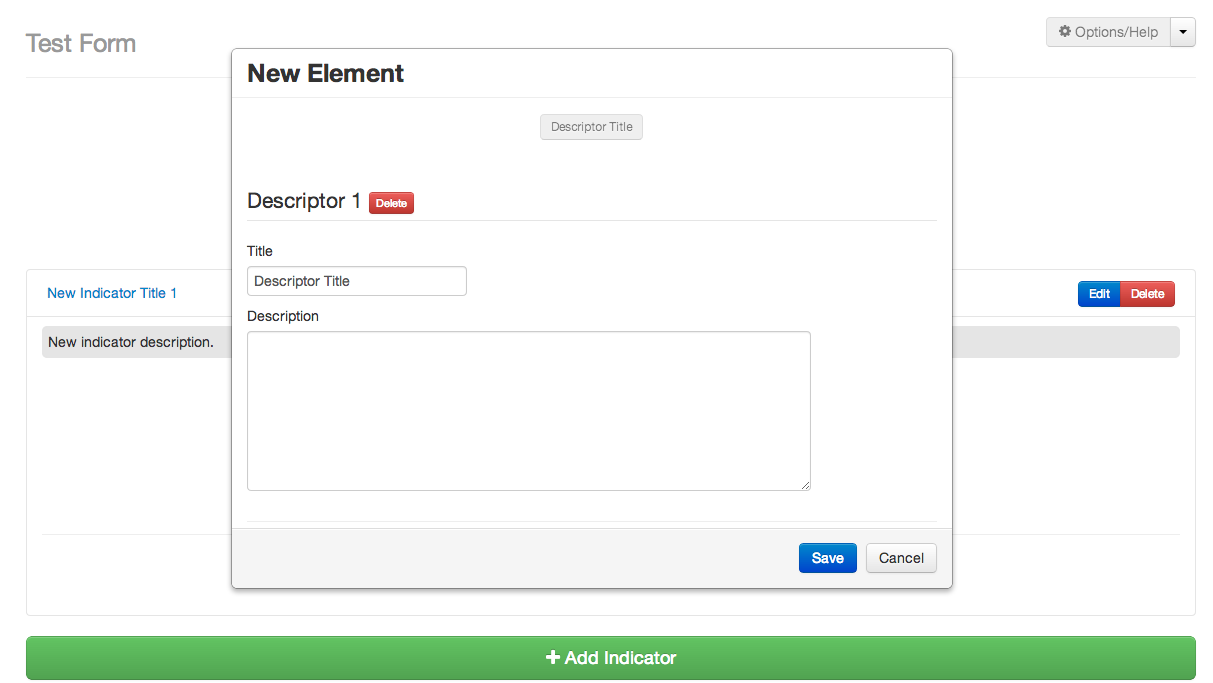 Test Form
Options/Help
New Element
Descriptor Title
Descriptor 1 Delete
Title
Descriptor Title
Description
New Indicator Title 1
Edit Delete
New indicator description.
Save Cancel
Add Indicator